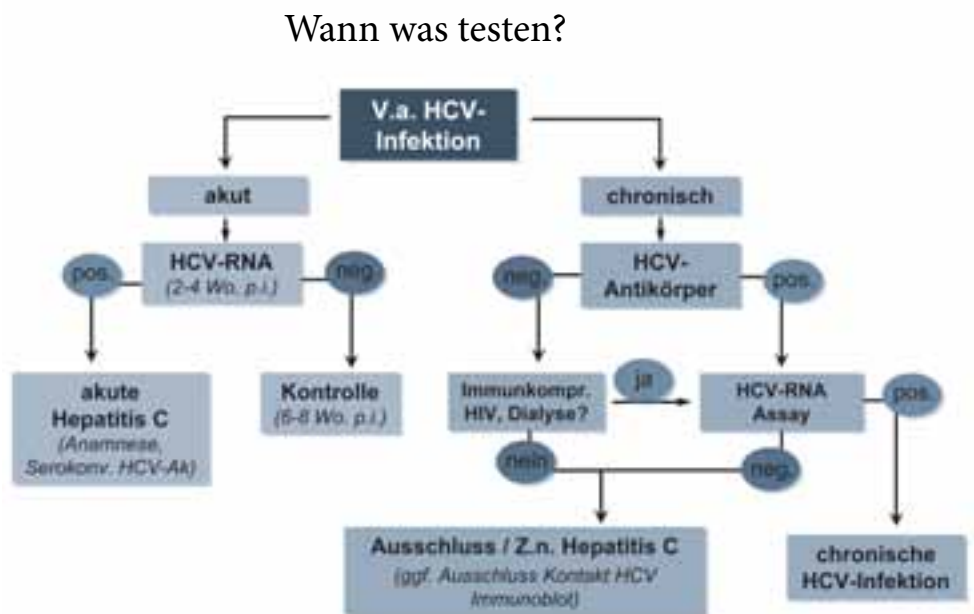 Wann was testen?
V.a. HCV-
Infektion
akut
chronisch
HCV-RNA
(2-4 Wo. p.i.)
pos.
neg.
HCV-
Antikörper
neg.
pos.
akute
Hepatitis C
(Anamnese,
Serokonv. HCV-Ak)
Kontrolle
(6-8 Wo. p.i.)
Immunkompr.
HIV, Dialyse?
ja
HCV-RNA
Assay
pos.
nein
neg.
Ausschluss / Z.n. Hepatitis C
(ggf. Ausschluss Kontakt HCV
Immunoblot)
chronische
HCV-Infektion